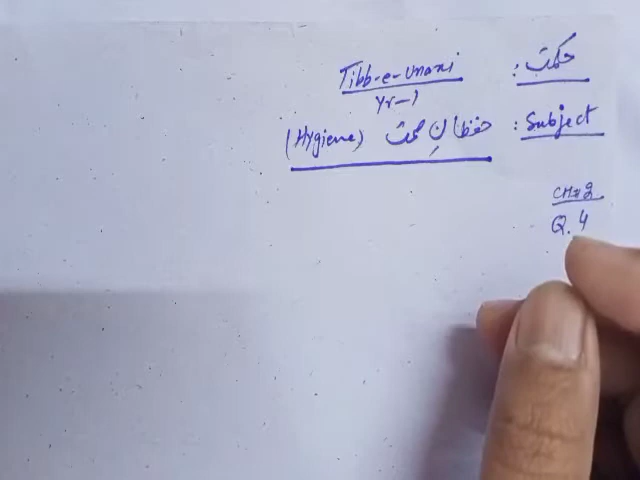 حکمت : Tibb-e-Unani
Yr-1
Subject : حفظانِ صحت (Hygiene)
CH#2
Q.4